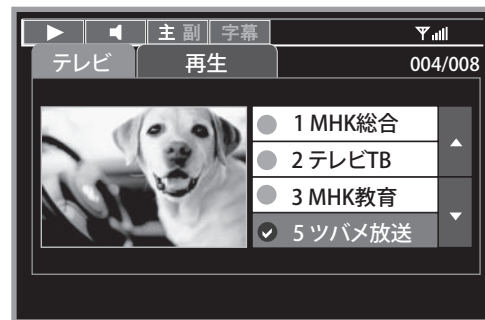 主 副 字幕
テレビ 再生 004/008
1 MHK総合
2 テレビTB
3 MHK教育
5 ツバメ放送